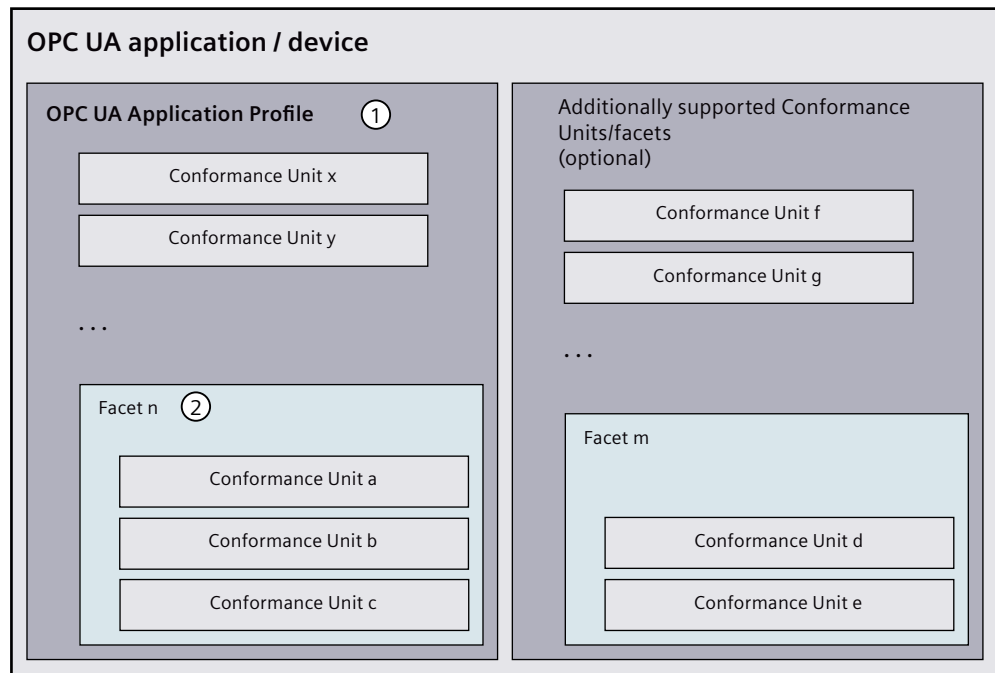 OPC UA application / device
OPC UA Application Profile 1
Conformance Unit x
Conformance Unit y
. . .
Facet n 2
Conformance Unit a
Conformance Unit b
Conformance Unit c
Additionally supported Conformance
Units/facets
(optional)
Conformance Unit f
Conformance Unit g
. . .
Facet m
Conformance Unit d
Conformance Unit e